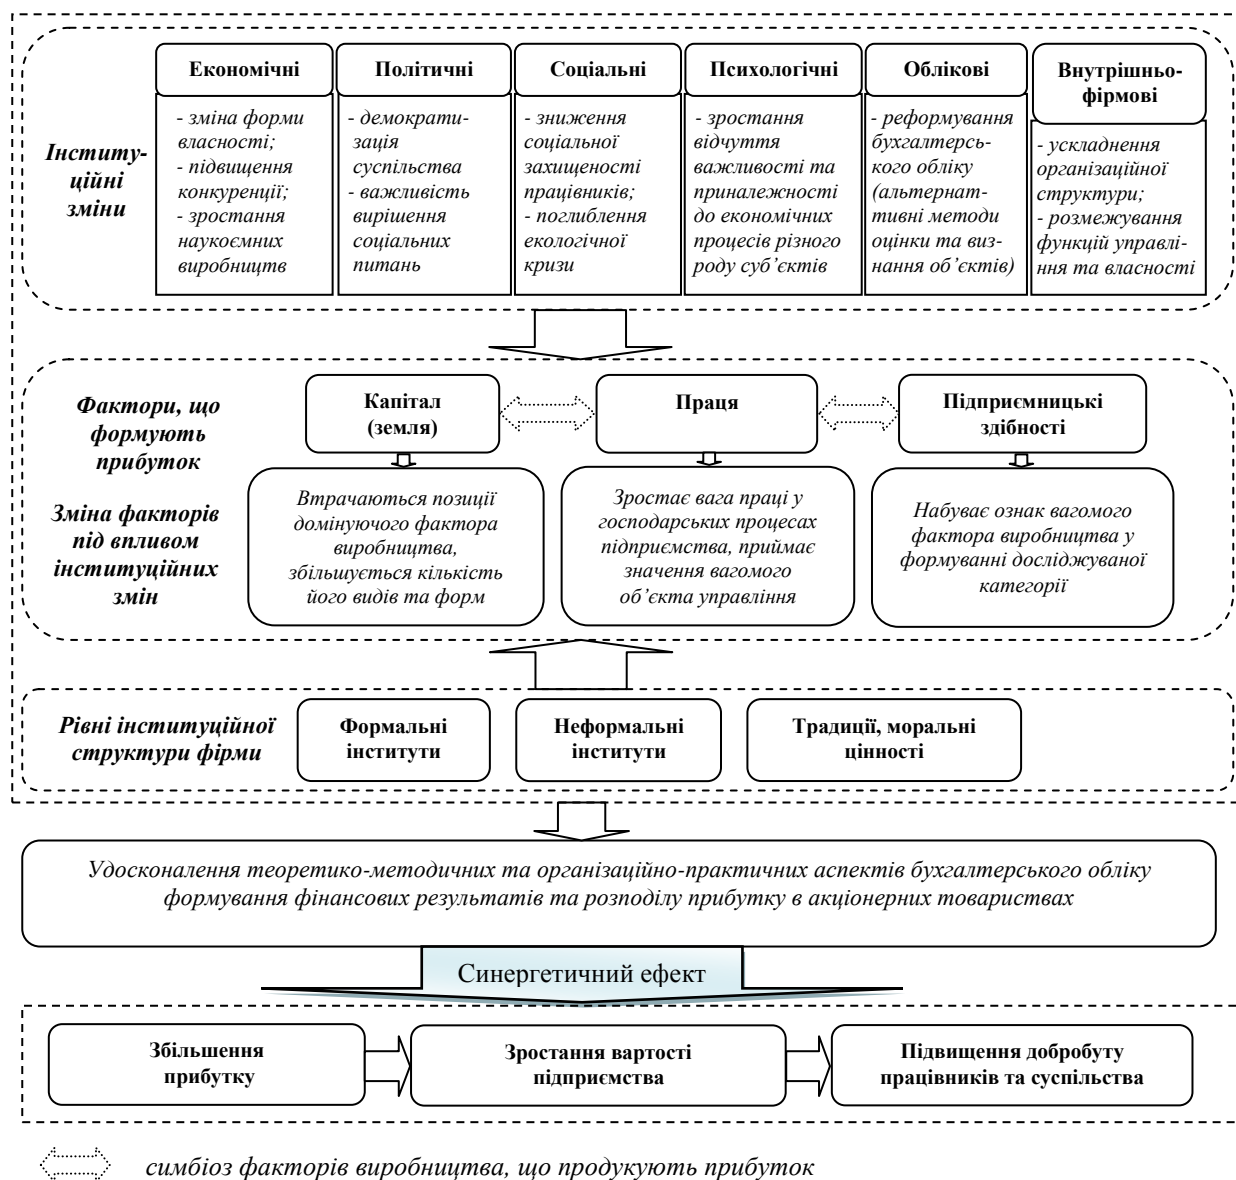 Економічні
Політичні
Соціальні
Психологічні
Облікові
Внутрішньо-
фірмові
Інститу-
ційні
зміни
- зміна форми
власності;
- підвищення
конкуренції;
- зростання
наукоємних
виробництв
- демократи-
зація
суспільства
- важливість
вирішення
соціальних
питань
- зниження
соціальної
захищеності
працівників;
- поглиблення
екологічної
кризи
- зростання
відчуття
важливості та
приналежності
до економічних
процесів різного
роду суб’єктів
- реформування
бухгалтерсь-
кого обліку
(альтернат-
тивні методи
оцінки та виз-
нання об’єктів)
- ускладнення
організаційної
структури;
- розмежування
функцій управлі-
ння та власності
Фактори, що
формують
прибуток
Капітал
(земля)
Праця
Підприємницькі
здібності
Зміна факторів
під впливом
інституційних
змін
Втрачаються позиції
домінуючого фактора
виробництва,
збільшується кількість
його видів та форм
Зростає вага праці у
господарських процесах
підприємства, приймає
значення вагомого
об’єкта управління
Набуває ознак вагомого
фактора виробництва у
формуванні досліджуваної
категорії
Рівні інституційної
структури фірми
Формальні
інститути
Неформальні
інститути
Традиції, моральні
цінності
Удосконалення теоретико-методичних та організаційно-практичних аспектів бухгалтерського обліку
формування фінансових результатів та розподілу прибутку в акціонерних товариствах
Синергетичний ефект
Збільшення
прибутку
Зростання вартості
підприємства
Підвищення добробуту
працівників та суспільства
симбіоз факторів виробництва, що продукують прибуток